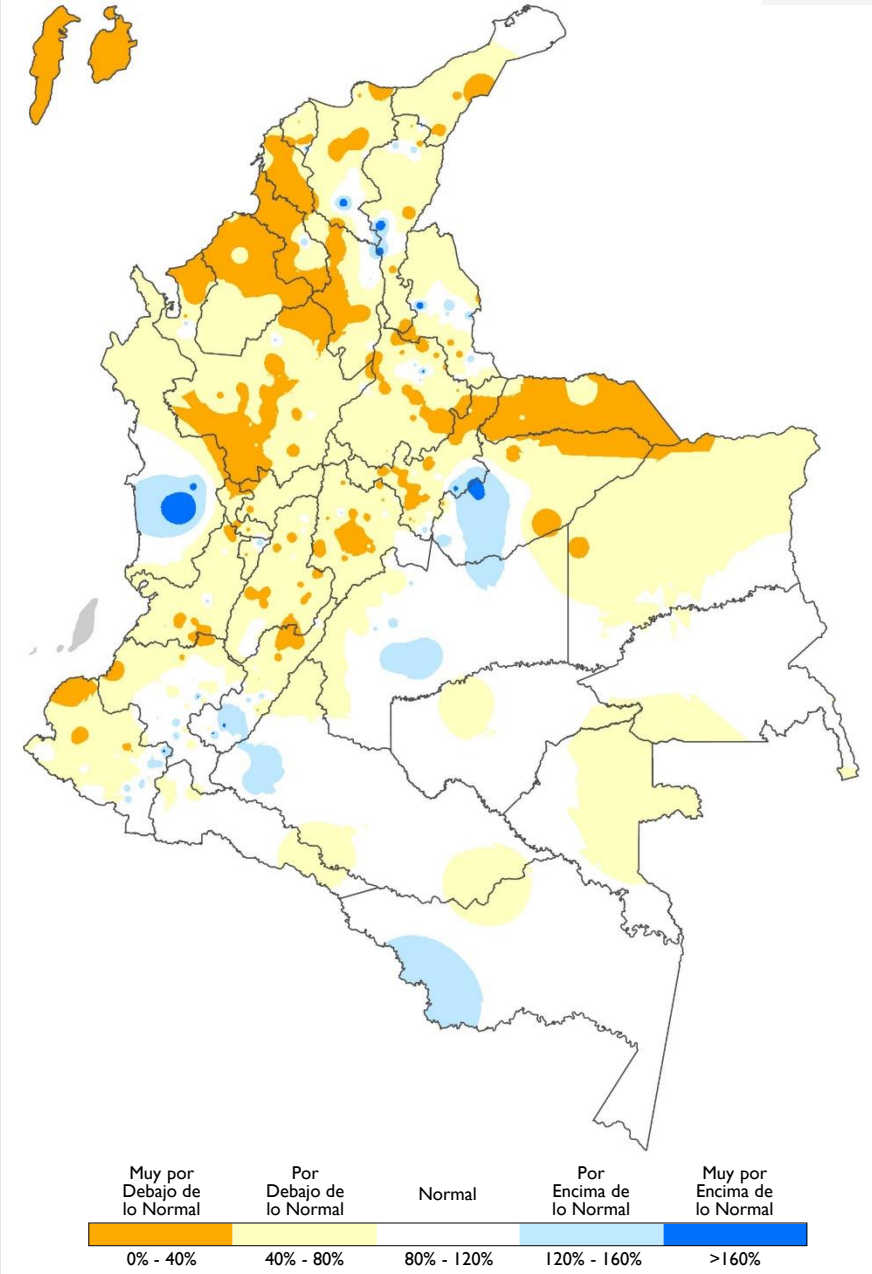 Muy por
Debajo de
lo Normal
Por
Debajo de
lo Normal
Normal
Por
Encima de
lo Normal
Muy por
Encima de
lo Normal
0% - 40%
40% - 80%
80% - 120%
120% - 160%
>160%